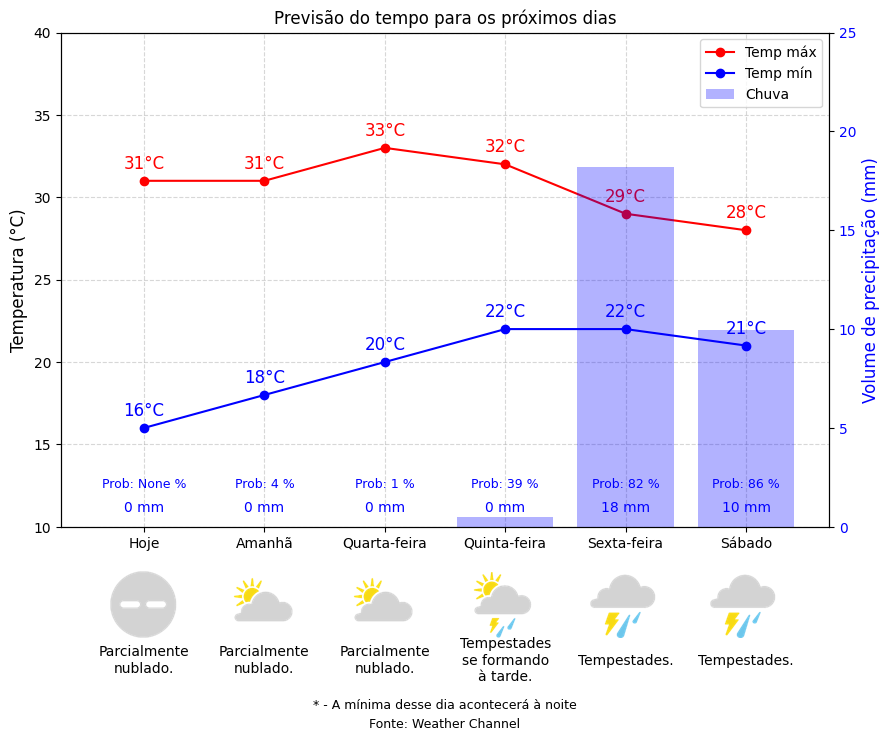 Previsão do tempo para os próximos dias
Temp máx
Temp mín
Chuva
Temperatura (°C)
40
35
30
25
20
15
10
Volume de precipitação (mm)
25
20
15
10
5
0
31°C 31°C 33°C 32°C 29°C 28°C
16°C 18°C 20°C 22°C 22°C 21°C
Prob: None % Prob: 4 % Prob: 1 % Prob: 39 % Prob: 82 % Prob: 86 %
0 mm 0 mm 0 mm 0 mm 18 mm 10 mm
Hoje Amanhã Quarta-feira Quinta-feira Sexta-feira Sábado
Parcialmente
nublado.
Parcialmente
nublado.
Parcialmente
nublado.
Tempestades
se formando
à tarde.
Tempestades.
Tempestades.
* - A mínima desse dia acontecerá à noite
Fonte: Weather Channel